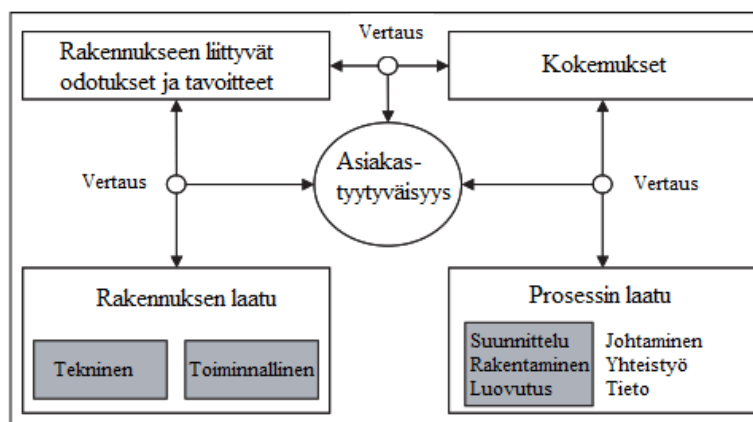 Rakennukseen liittyvät
odotukset ja tavoitteet
Vertaus
Kokemukset
Vertaus
Asiakas-
tyytyväisyys
Vertaus
Rakennuksen laatu
Tekninen
Toiminnallinen
Prosessin laatu
Suunnittelu
Rakentaminen
Luovutus
Johtaminen
Yhteistyö
Tieto